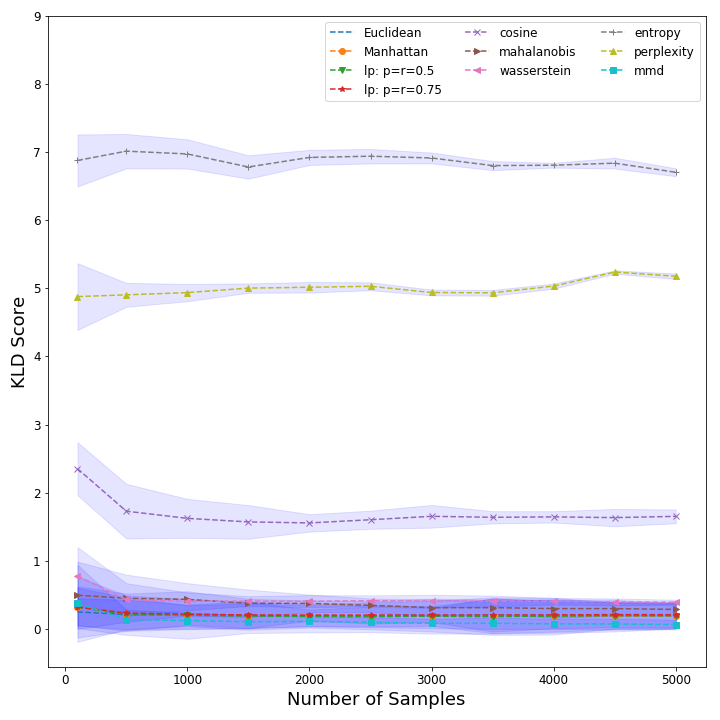 9
8
7
6
5
4
3
2
1
0
KLD Score
0 1000 2000 3000 4000 5000
Number of Samples
Euclidean cosine entropy
Manhattan mahalanobis perplexity
lp: p=r=0.5 wasserstein mmd
lp: p=r=0.75